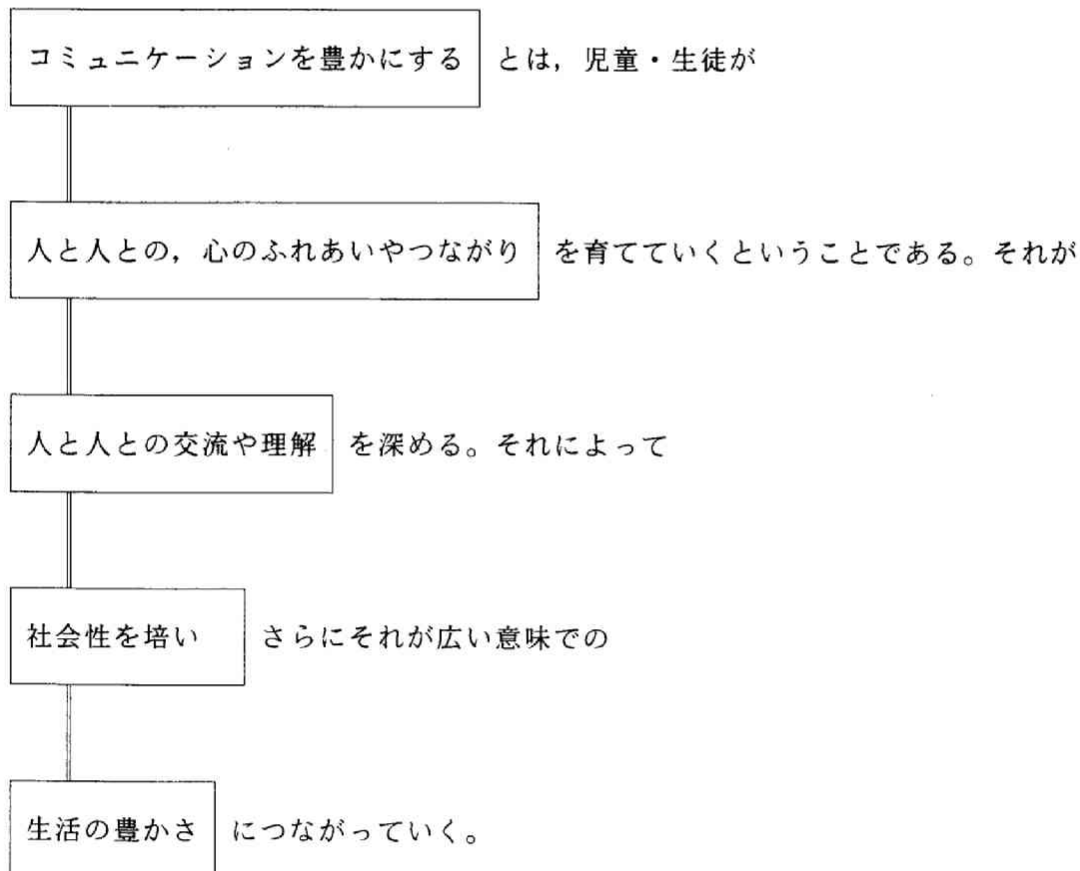 コミュニケーションを豊かにする とは，児童・生徒が
人と人との，心のふれあいやつながり を育てていくということである。それが
人と人との交流や理解 を深める。それによって
社会性を培い さらにそれが広い意味での
生活の豊かさ につながっていく。